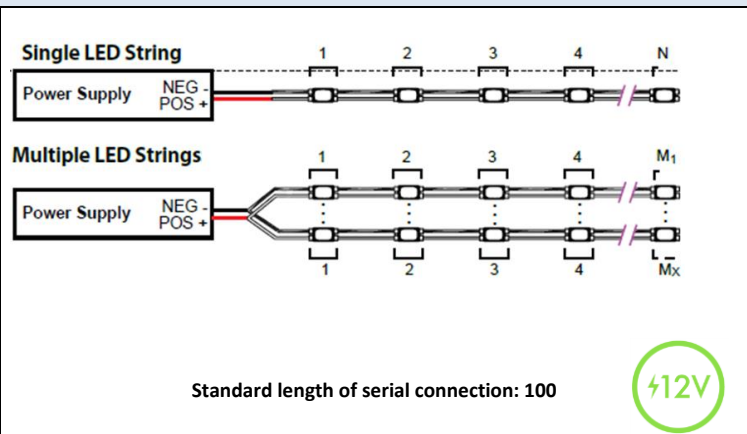 Single LED String
1 2 3 4 N
Power Supply NEG -
POS +
Multiple LED Strings
1 2 3 4 M1
Power Supply NEG -
POS +
1 2 3 4 Mx
Standard length of serial connection: 100
12V